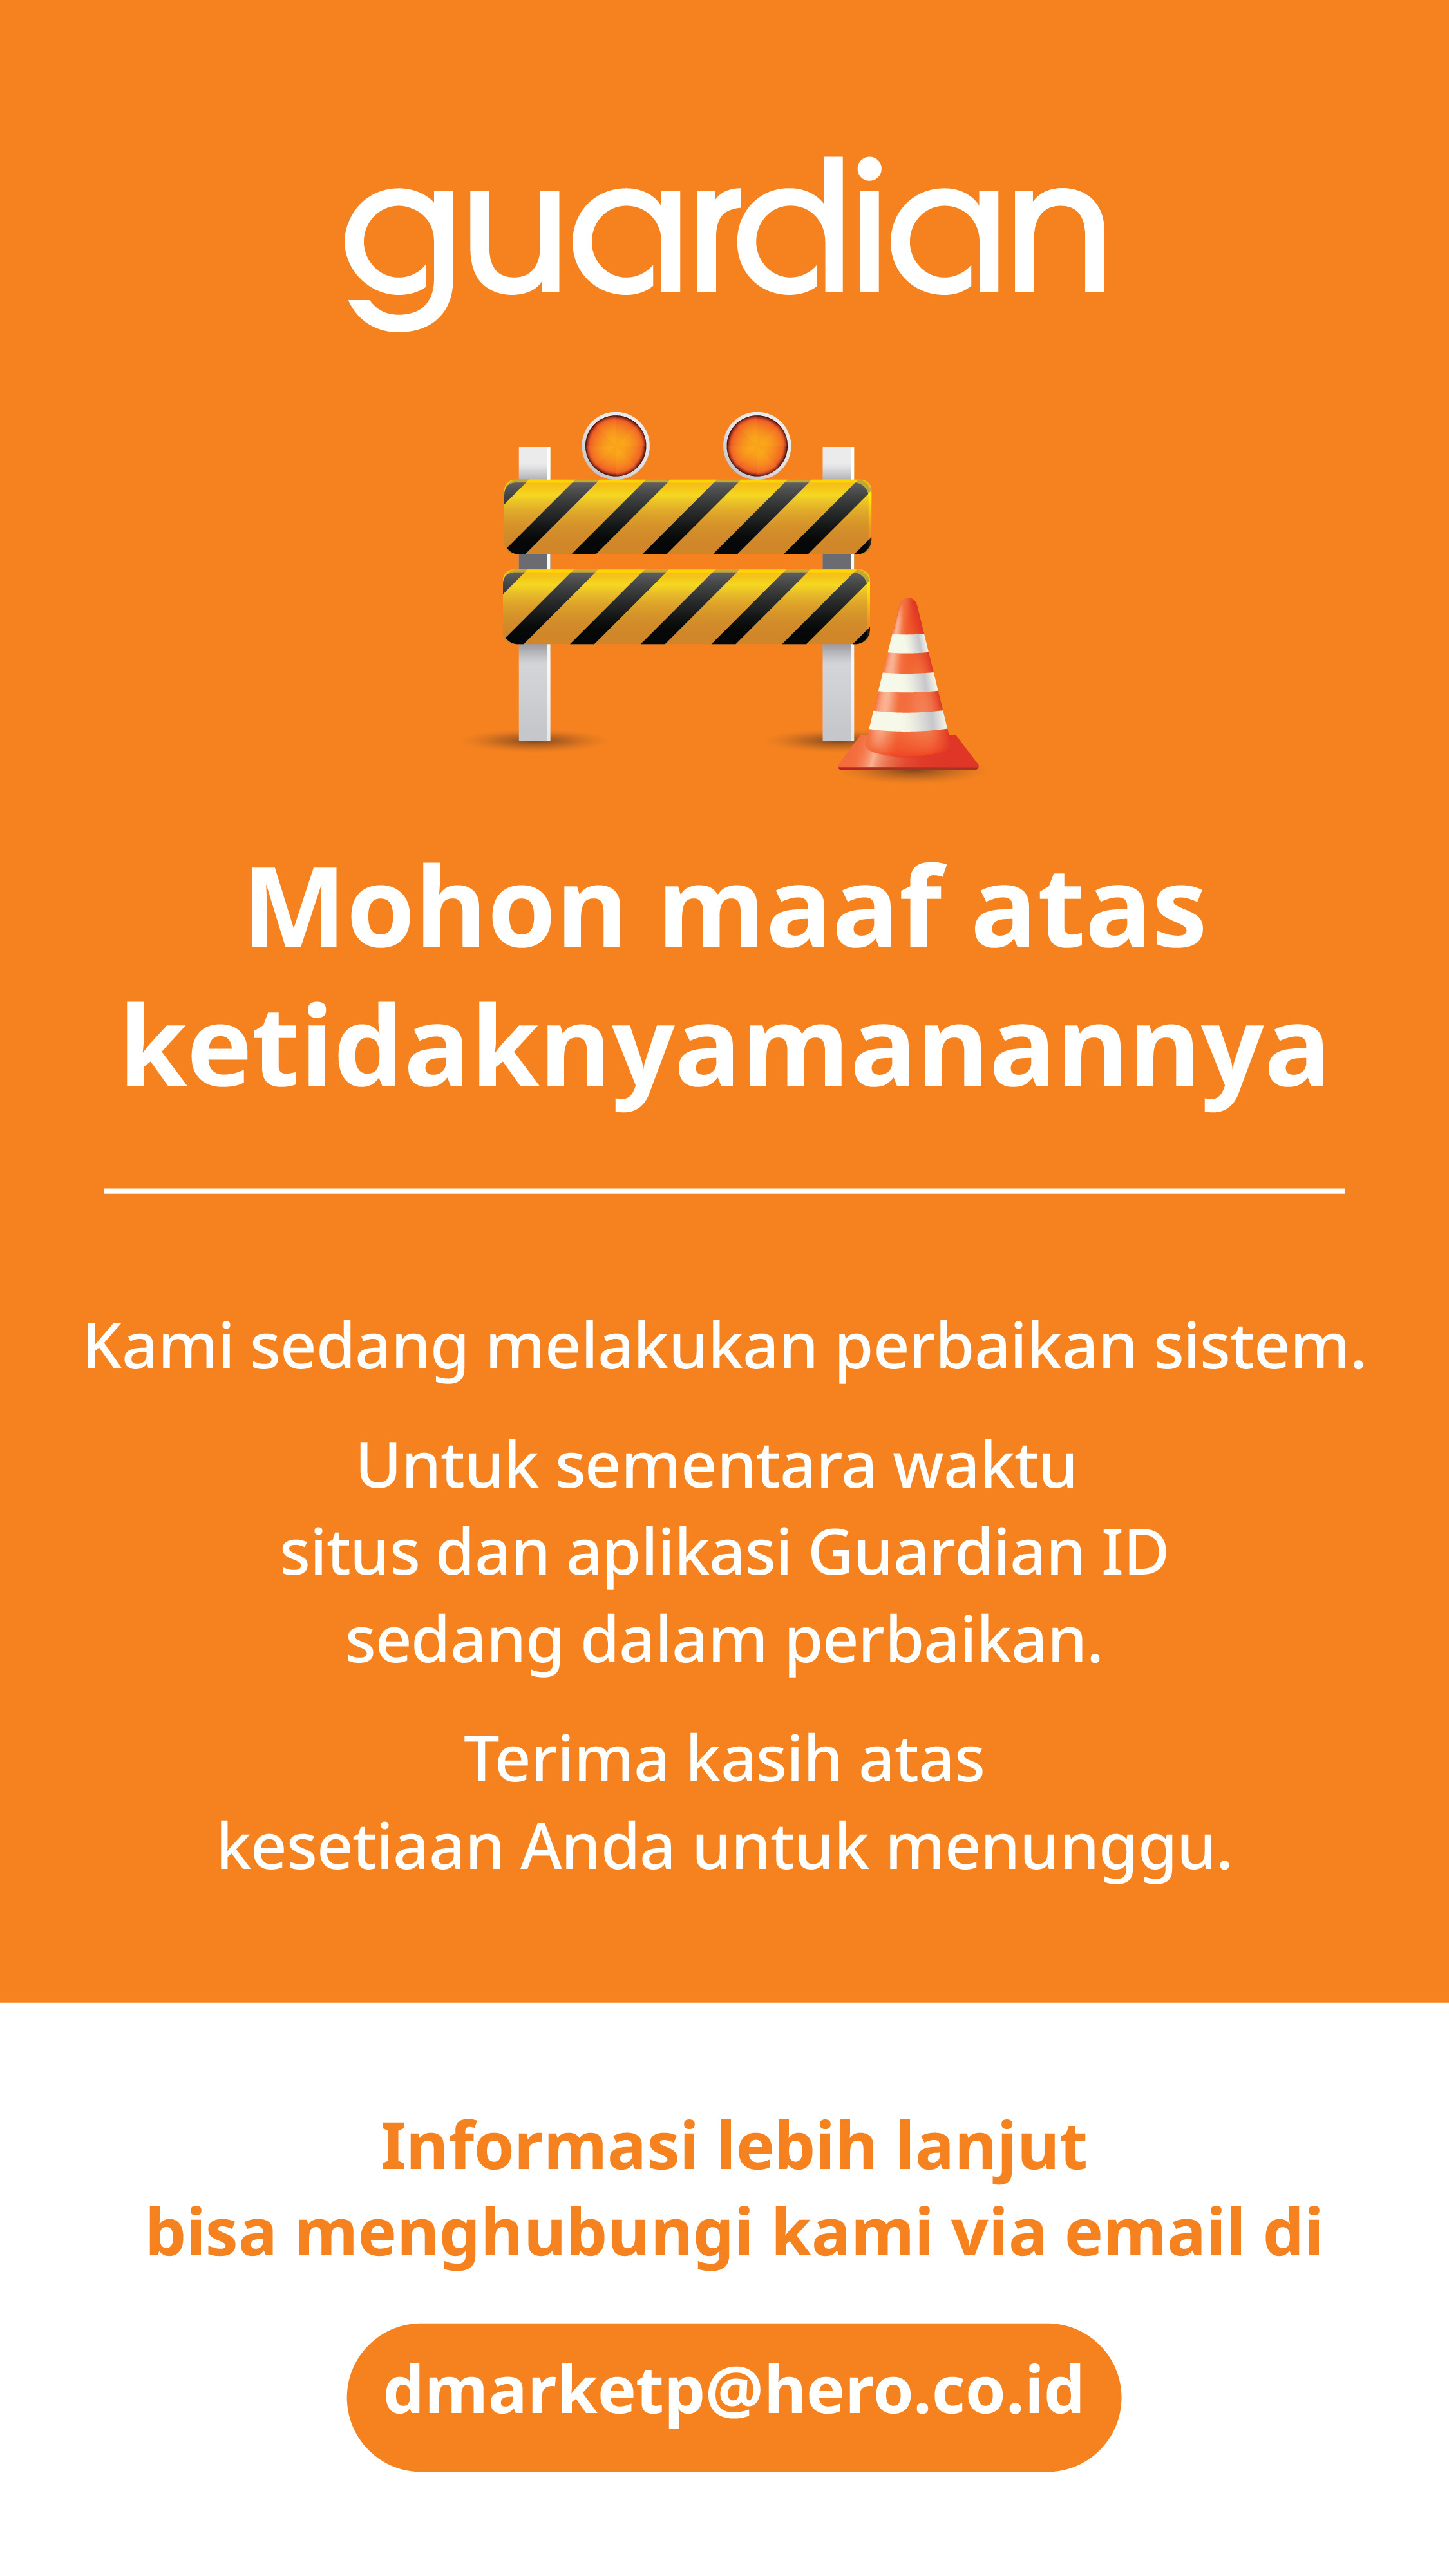 guardian
Mohon maaf atas
ketidaknyamanannya
Kami sedang melakukan perbaikan sistem.
Untuk sementara waktu
situs dan aplikasi Guardian ID
sedang dalam perbaikan.
Terima kasih atas
kesetiaan Anda untuk menunggu.
Informasi lebih lanjut
bisa menghubungi kami via email di
dmarketp@hero.co.id